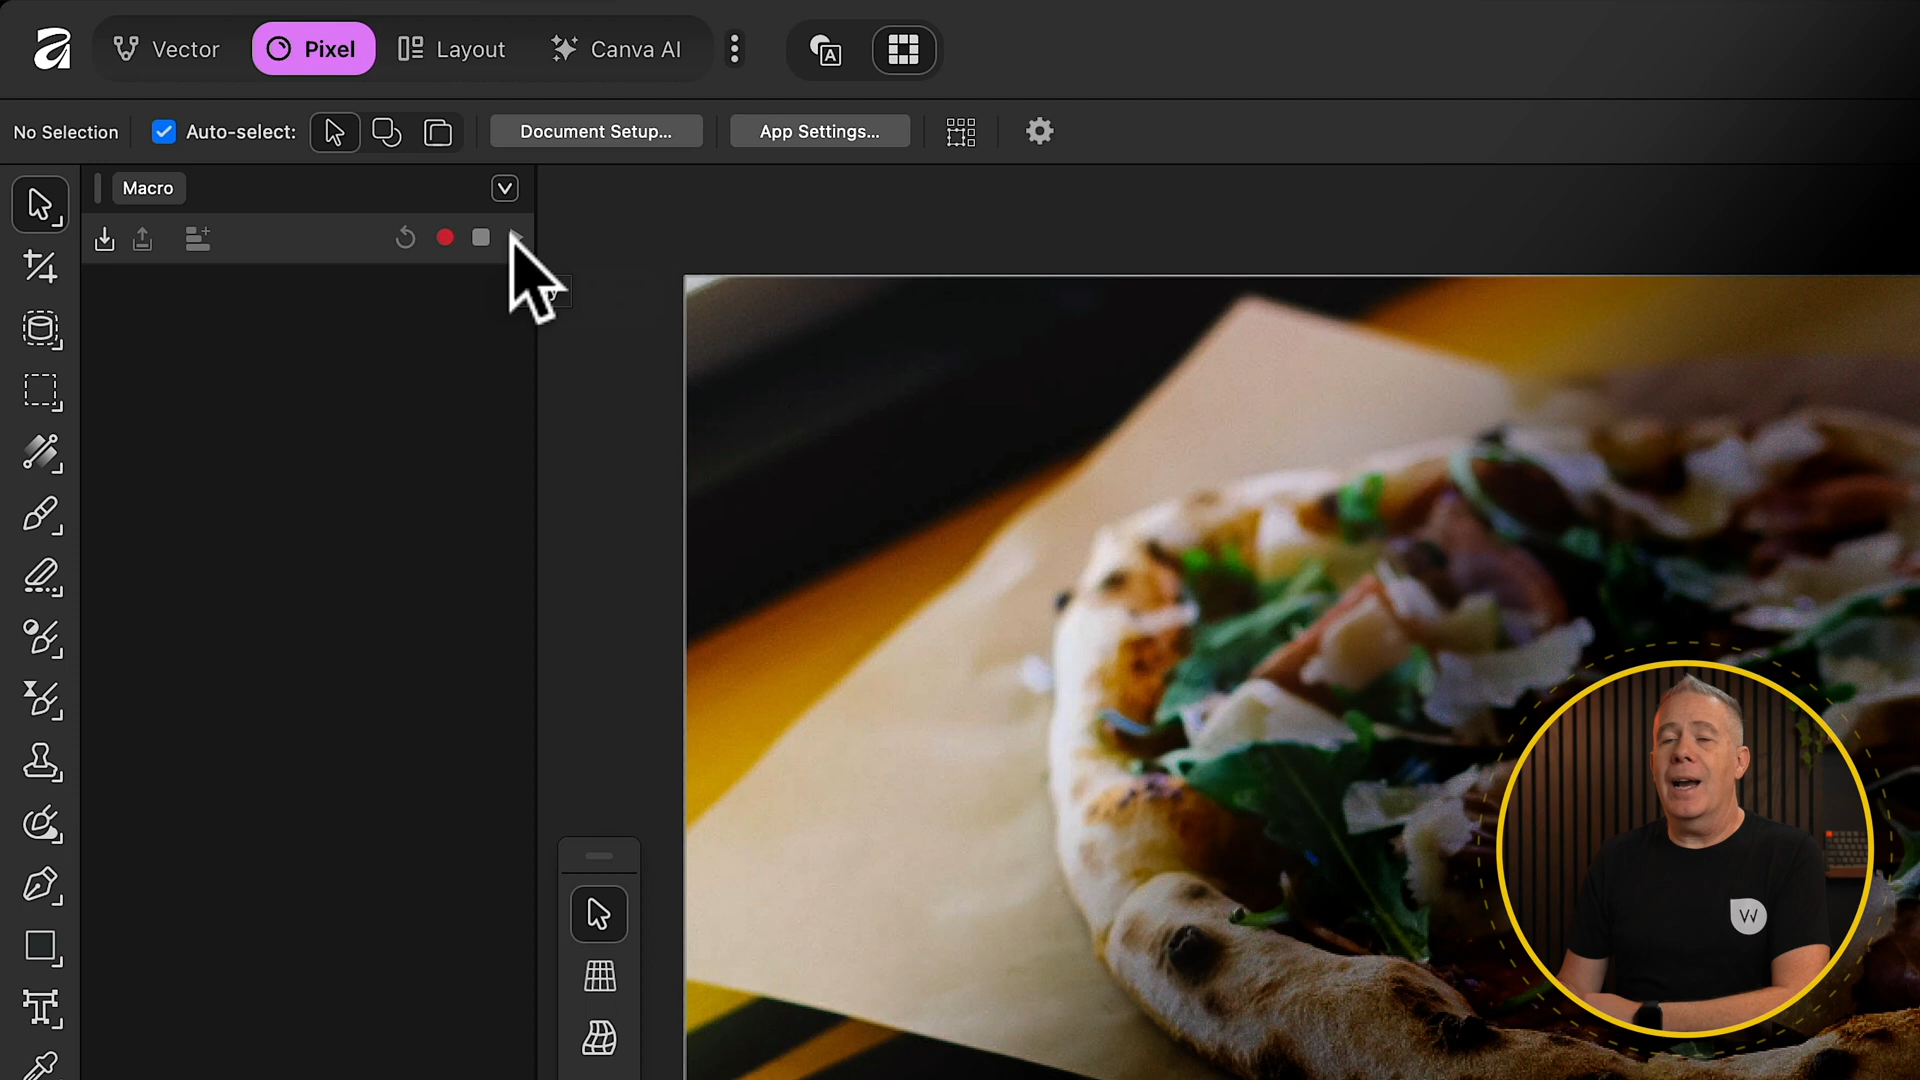 Vector
Pixel
Layout
Canva AI
No Selection
Auto-select:
Document Setup...
App Settings...
Macro